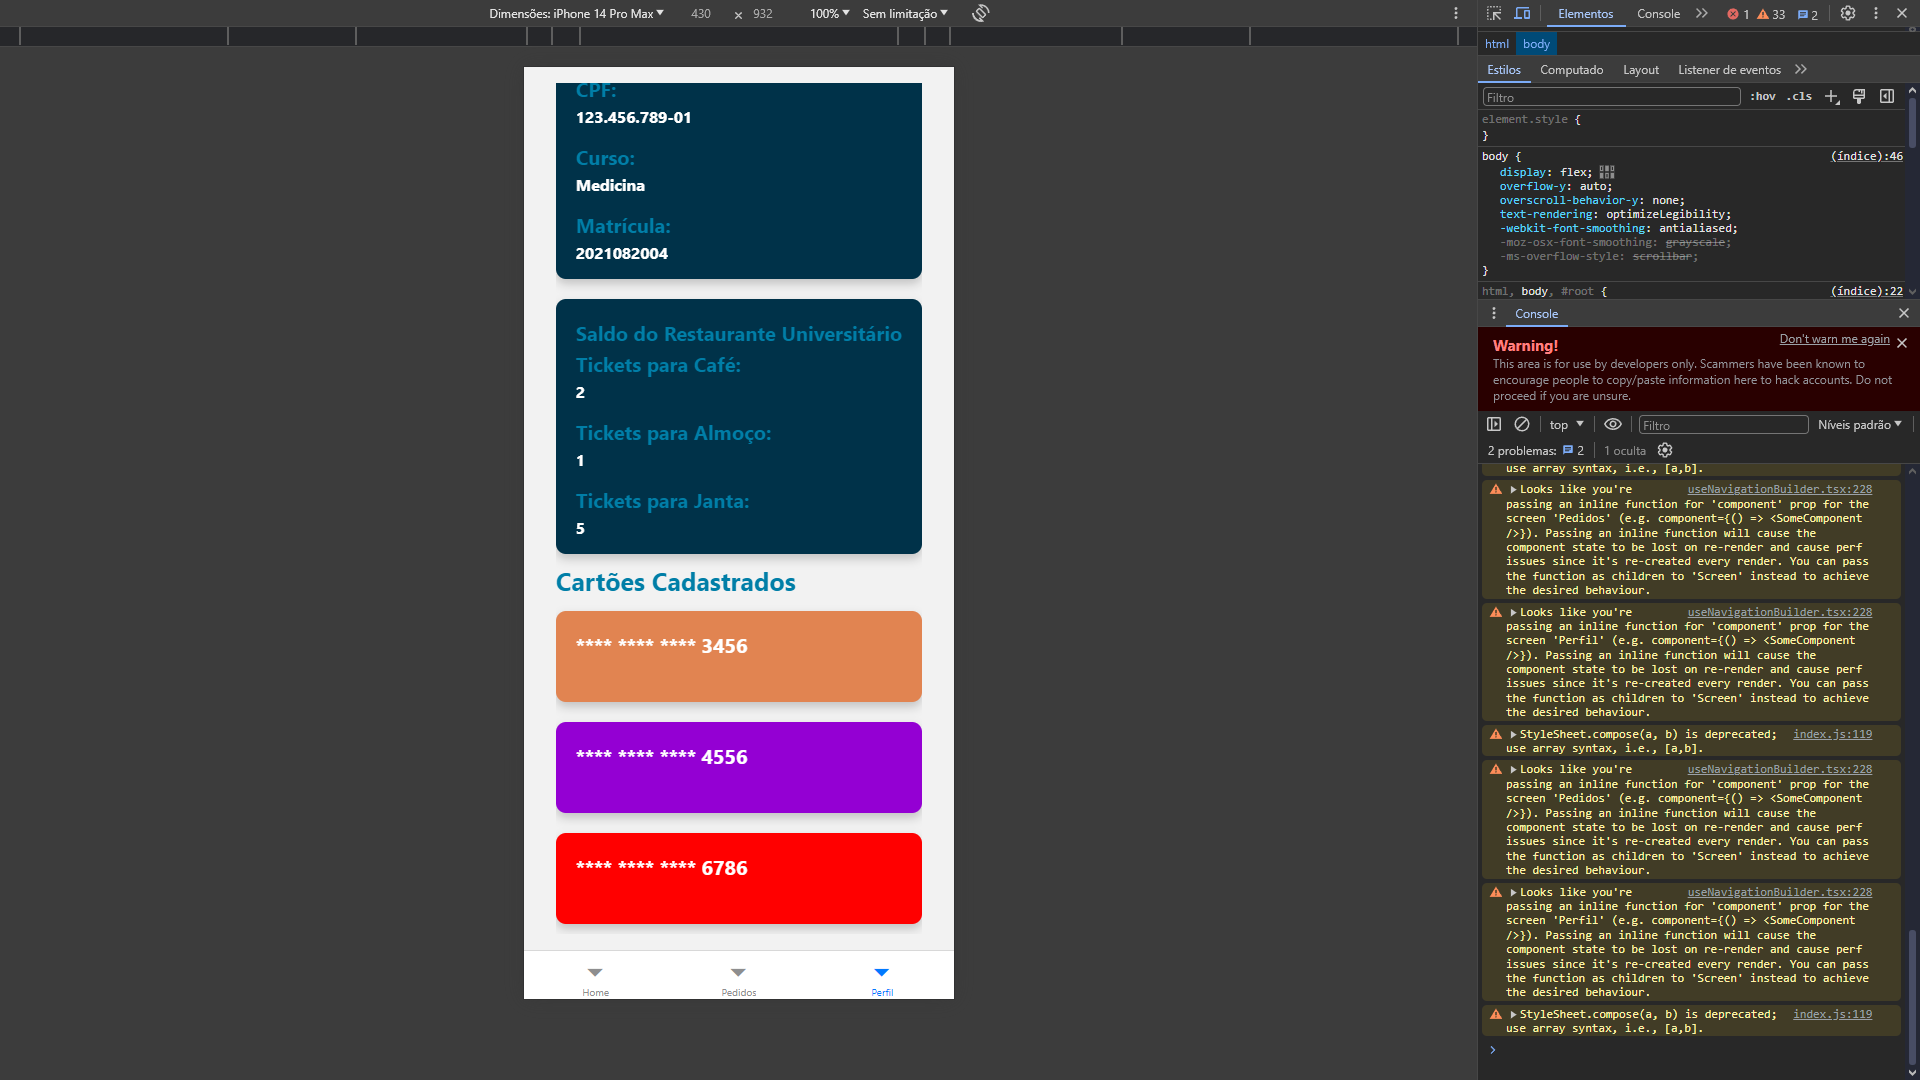 Dimensões: iPhone 14 Pro Max 430 × 932 100% Sem limitação
CPF:
123.456.789-01
Curso:
Medicina
Matrícula:
2021082004
Saldo do Restaurante Universitário
Tickets para Café:
2
Tickets para Almoço:
1
Tickets para Janta:
5
Cartões Cadastrados
**** **** **** 3456
**** **** **** 4556
**** **** **** 6786
Home Pedidos Perfil
Elementos Console 1 33 2
html body
Estilos Computado Layout Listener de eventos
Filtro :hov .cls
element.style {
}
body { (índice):46
display: flex;
overflow-y: auto;
overscroll-behavior-y: none;
text-rendering: optimizeLegibility;
-webkit-font-smoothing: antialiased;
-moz-osx-font-smoothing: grayscale;
-ms-overflow-style: scrollbar;
}
html, body, #root { (índice):22
Console
Warning! Don't warn me again
This area is for use by developers only. Scammers have been known to
encourage people to copy/paste information here to hack accounts. Do not
proceed if you are unsure.
top Filtro Níveis padrão
2 problemas: 2 1 oculta
use array syntax, i.e., [a,b].
Looks like you're useNavigationBuilder.tsx:228
passing an inline function for 'component' prop for the
screen 'Pedidos' (e.g. component={() => <SomeComponent
/>}). Passing an inline function will cause the
component state to be lost on re-render and cause perf
issues since it's re-created every render. You can pass
the function as children to 'Screen' instead to achieve
the desired behaviour.
Looks like you're useNavigationBuilder.tsx:228
passing an inline function for 'component' prop for the
screen 'Perfil' (e.g. component={() => <SomeComponent
/>}). Passing an inline function will cause the
component state to be lost on re-render and cause perf
issues since it's re-created every render. You can pass
the function as children to 'Screen' instead to achieve
the desired behaviour.
StyleSheet.compose(a, b) is deprecated; index.js:119
use array syntax, i.e., [a,b].
Looks like you're useNavigationBuilder.tsx:228
passing an inline function for 'component' prop for the
screen 'Pedidos' (e.g. component={() => <SomeComponent
/>}). Passing an inline function will cause the
component state to be lost on re-render and cause perf
issues since it's re-created every render. You can pass
the function as children to 'Screen' instead to achieve
the desired behaviour.
Looks like you're useNavigationBuilder.tsx:228
passing an inline function for 'component' prop for the
screen 'Perfil' (e.g. component={() => <SomeComponent
/>}). Passing an inline function will cause the
component state to be lost on re-render and cause perf
issues since it's re-created every render. You can pass
the function as children to 'Screen' instead to achieve
the desired behaviour.
StyleSheet.compose(a, b) is deprecated; index.js:119
use array syntax, i.e., [a,b].